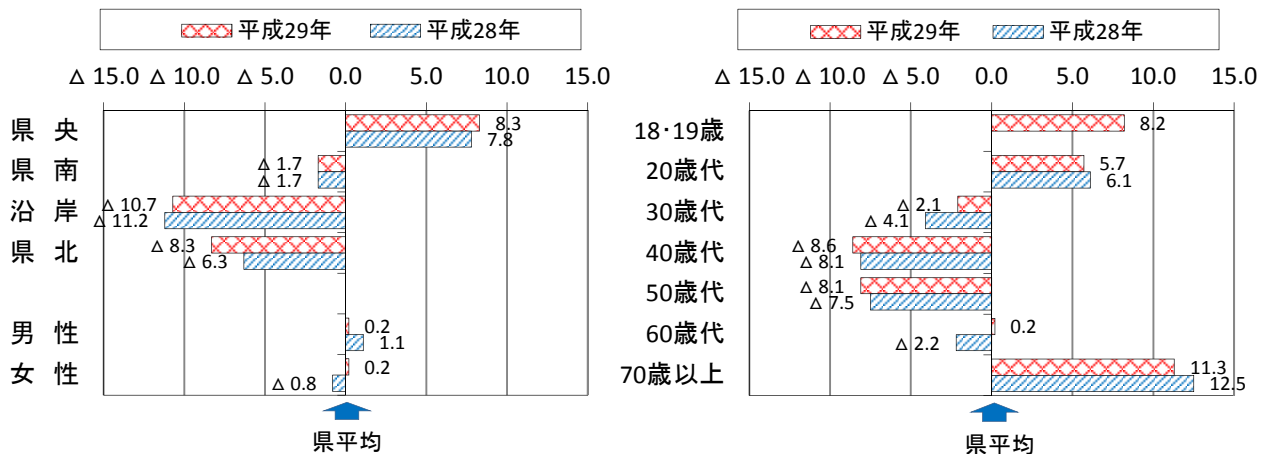 平成29年 平成28年
△ 15.0 △ 10.0 △ 5.0 0.0 5.0 10.0 15.0
県 央 8.3
7.8
県 南 △ 1.7
△ 1.7
沿 岸 △ 10.7
△ 11.2
県 北 △ 8.3
△ 6.3
男 性 0.2
1.1
女 性 0.2
△ 0.8
県平均
平成29年 平成28年
△ 15.0 △ 10.0 △ 5.0 0.0 5.0 10.0 15.0
18・19歳 8.2
20歳代 5.7
6.1
30歳代 △ 2.1
△ 4.1
40歳代 △ 8.6
△ 8.1
50歳代 △ 8.1
△ 7.5
60歳代 0.2
△ 2.2
70歳以上 11.3
12.5
県平均